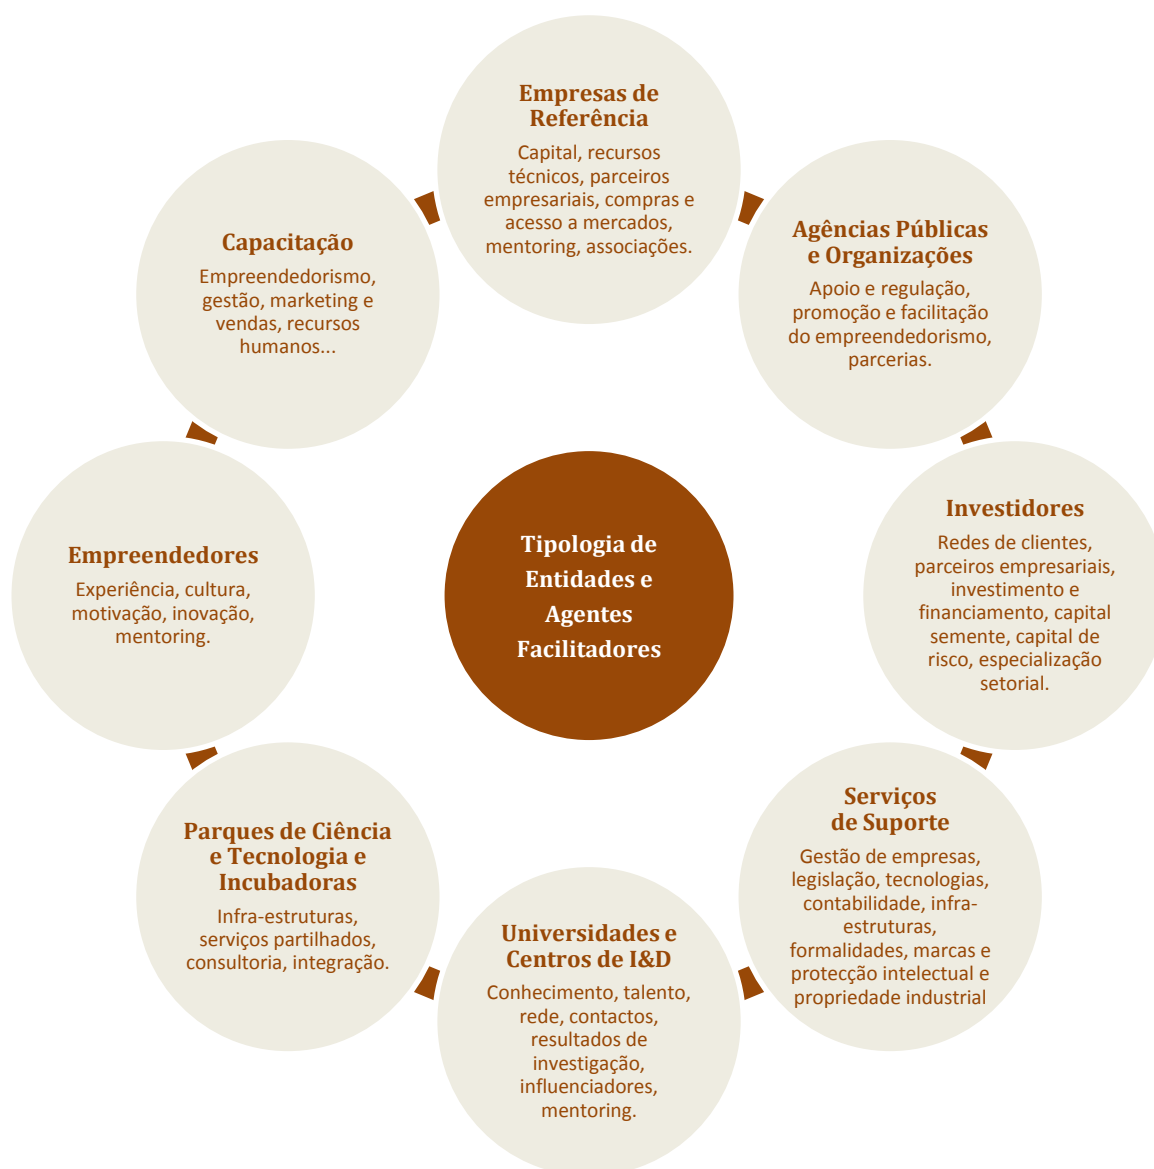 Empresas de
Referência
Capital, recursos
técnicos, parceiros
empresariais, compras e
acesso a mercados,
mentoring, associações.
Agências Públicas
e Organizações
Apoio e regulação,
promoção e facilitação
do empreendedorismo,
parcerias.
Investidores
Redes de clientes,
parceiros empresariais,
investimento e
financiamento, capital
semente, capital de
risco, especialização
setorial.
Serviços
de Suporte
Gestão de empresas,
legislação, tecnologias,
contabilidade, infra-
estruturas,
formalidades, marcas e
protecção intelectual e
propriedade industrial
Universidades e
Centros de I&D
Conhecimento, talento,
rede, contactos,
resultados de
investigação,
influenciadores,
mentoring.
Parques de Ciência
e Tecnologia e
Incubadoras
Infra-estruturas,
serviços partilhados,
consultoria, integração.
Empreendedores
Experiência, cultura,
motivação, inovação,
mentoring.
Capacitação
Empreendedorismo,
gestão, marketing e
vendas, recursos
humanos...
Tipologia de
Entidades e
Agentes
Facilitadores